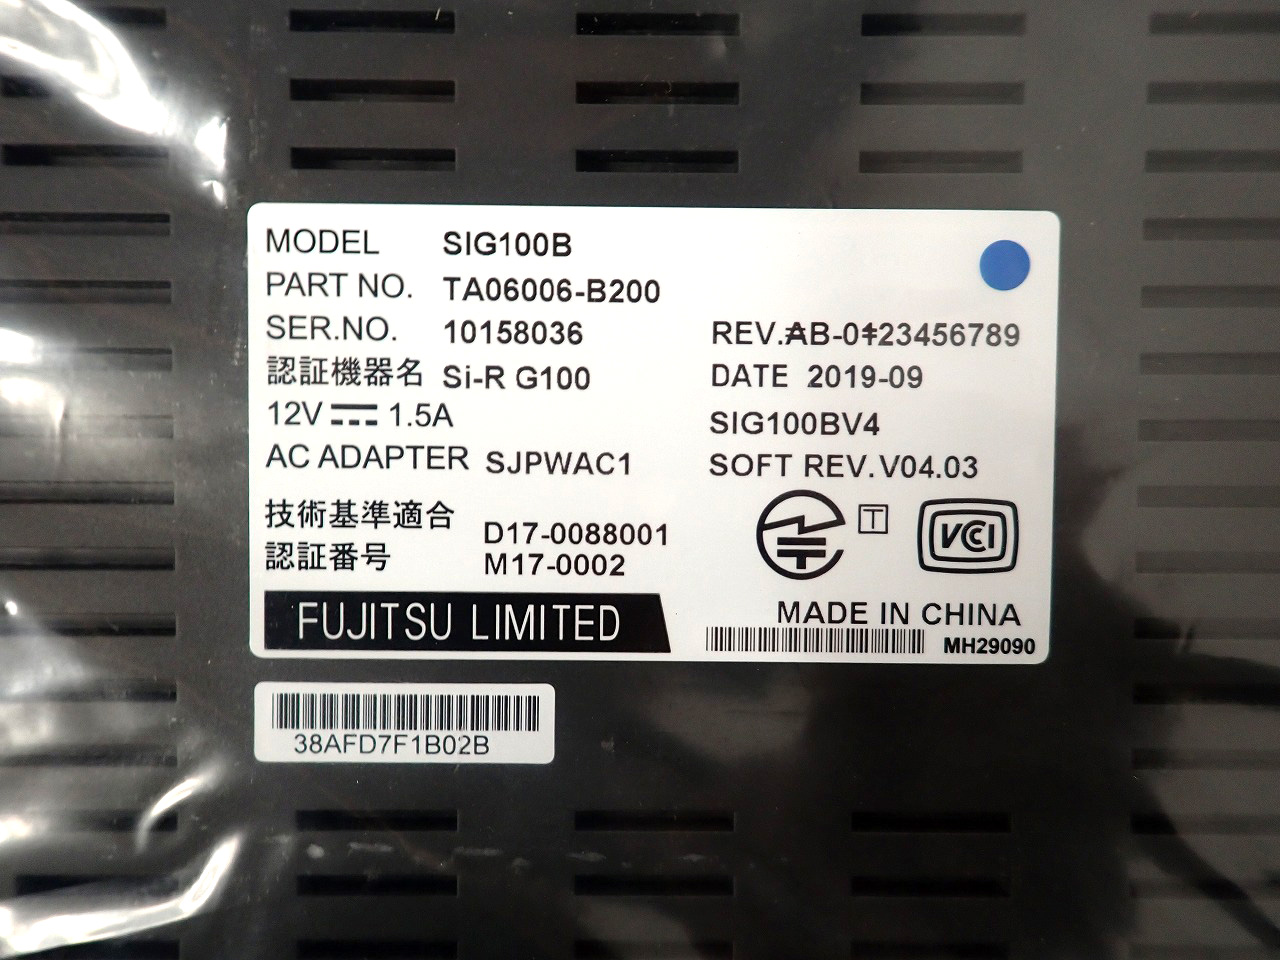 MODEL SIG100B
PART NO. TA06006-B200
SER.NO. 10158036
REV.AB-0123456789
認証機器名 Si-R G100
DATE 2019-09
12V 1.5A
SIG100BV4
AC ADAPTER SJPWAC1
SOFT REV.V04.03
技術基準適合
認証番号
D17-0088001
M17-0002
T
VCCI
FUJITSU LIMITED
MADE IN CHINA
MH29090
38AFD7F1B02B